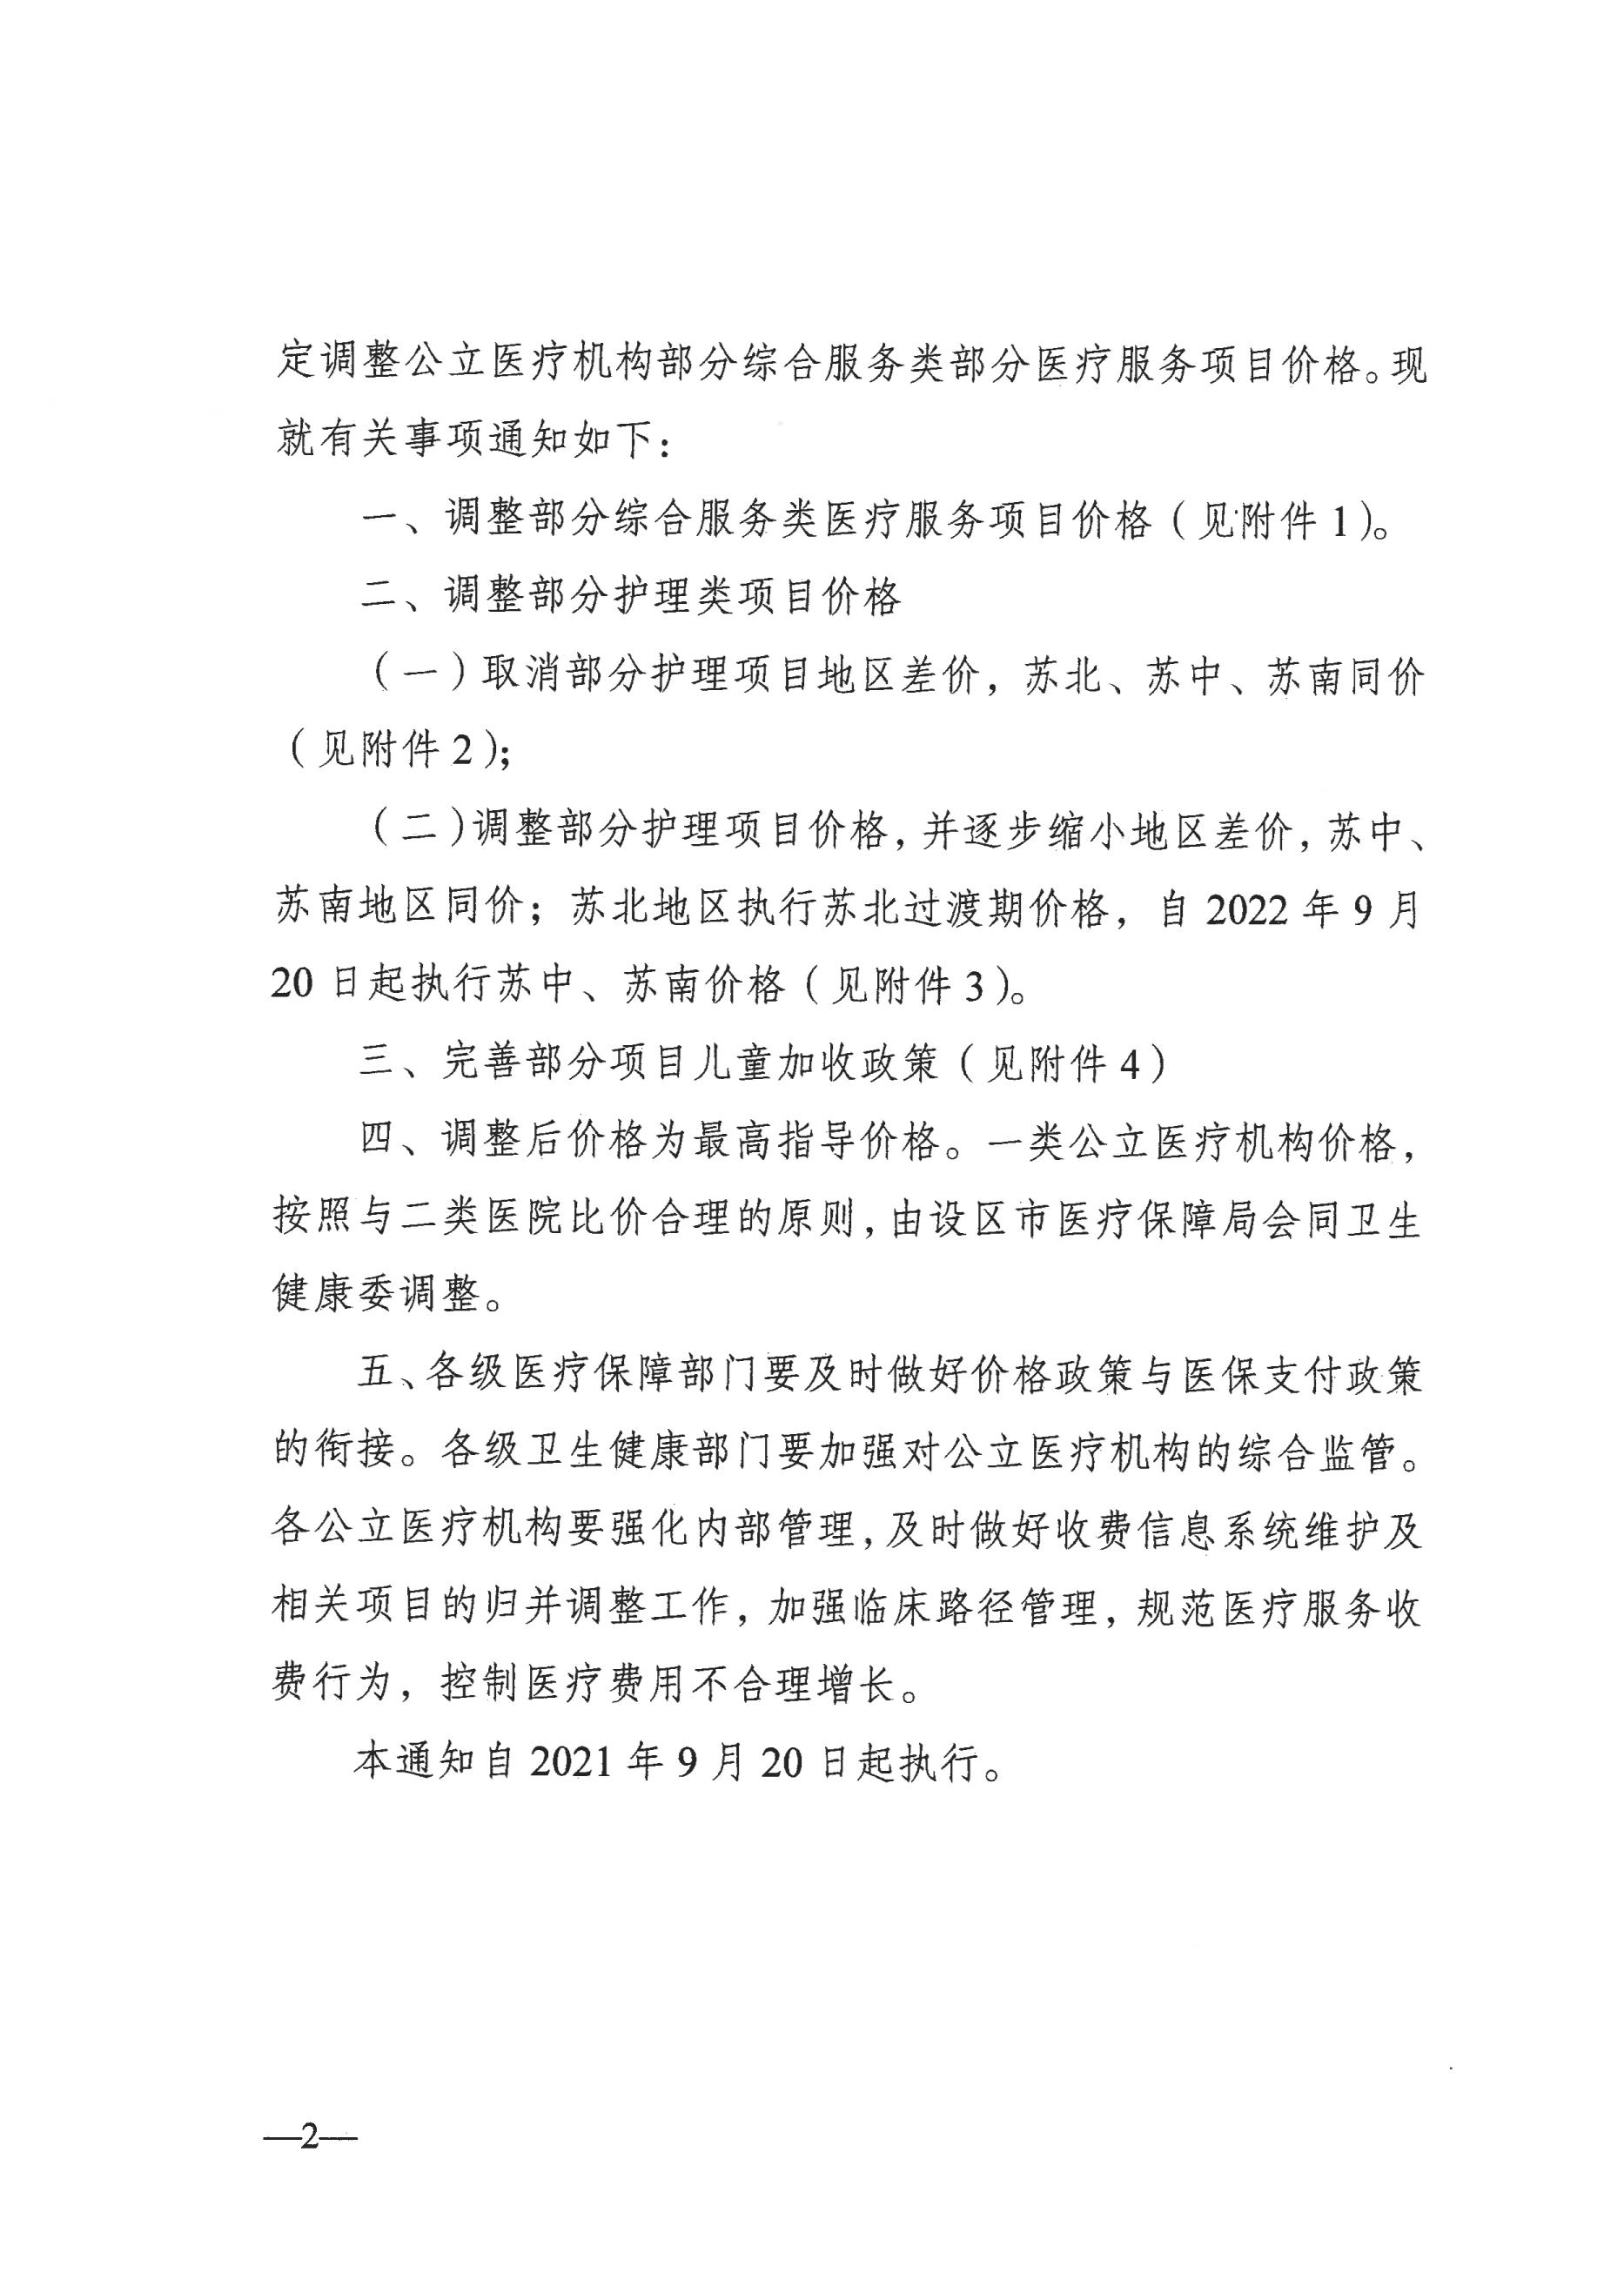 定调整公立医疗机构部分综合服务类部分医疗服务项目价格。现
就有关事项通知如下：
一、调整部分综合服务类医疗服务项目价格（见附件 1）。
二、调整部分护理类项目价格
（一）取消部分护理项目地区差价，苏北、苏中、苏南同价
（见附件 2）；
（二）调整部分护理项目价格，并逐步缩小地区差价，苏中、
苏南地区同价；苏北地区执行苏北过渡期价格，自 2022 年 9 月
20 日起执行苏中、苏南价格（见附件 3）。
三、完善部分项目儿童加收政策（见附件 4）
四、调整后价格为最高指导价格。一类公立医疗机构价格，
按照与二类医院比价合理的原则，由设区市医疗保障局会同卫生
健康委调整。
五、各级医疗保障部门要及时做好价格政策与医保支付政策
的衔接。各级卫生健康部门要加强对公立医疗机构的综合监管。
各公立医疗机构要强化内部管理，及时做好收费信息系统维护及
相关项目的归并调整工作，加强临床路径管理，规范医疗服务收
费行为，控制医疗费用不合理增长。
本通知自 2021 年 9 月 20 日起执行。
—2—